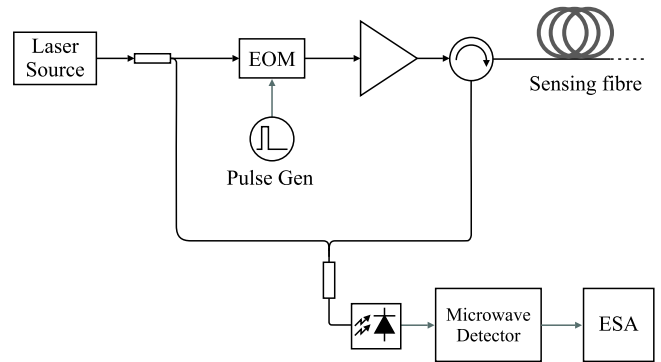 Laser
Source
EOM
Sensing fibre
Pulse Gen
Microwave
Detector
ESA